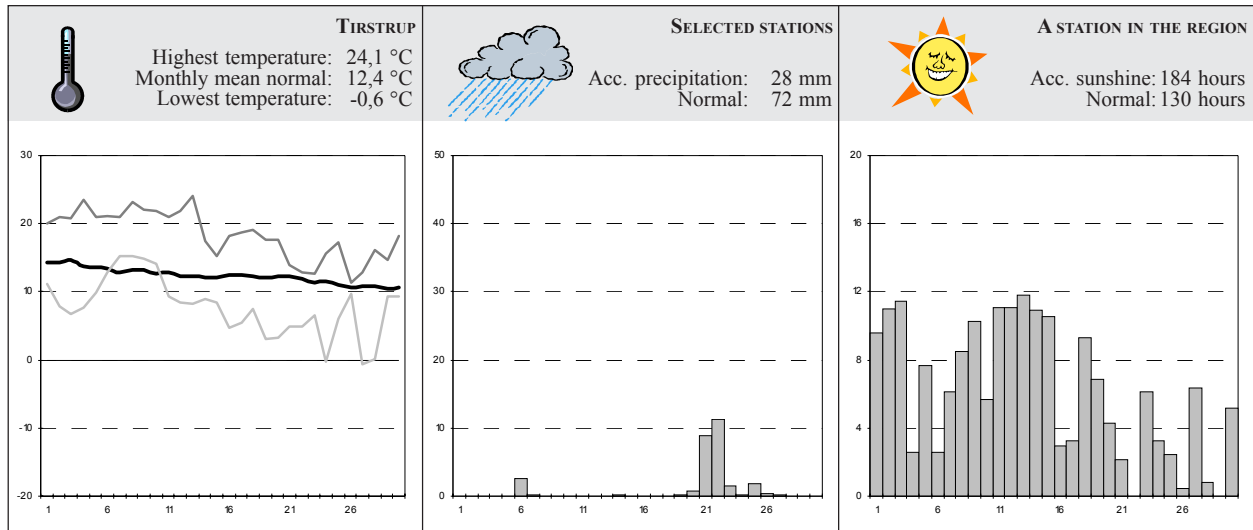 TIRSTRUP
Highest temperature: 24,1 °C
Monthly mean normal: 12,4 °C
Lowest temperature: -0,6 °C
SELECTED STATIONS
Acc. precipitation: 28 mm
Normal: 72 mm
A STATION IN THE REGION
Acc. sunshine: 184 hours
Normal: 130 hours
30
20
10
0
-10
-20
1 6 11 16 21 26
50
40
30
20
10
0
1 6 11 16 21 26
20
16
12
8
4
0
1 6 11 16 21 26